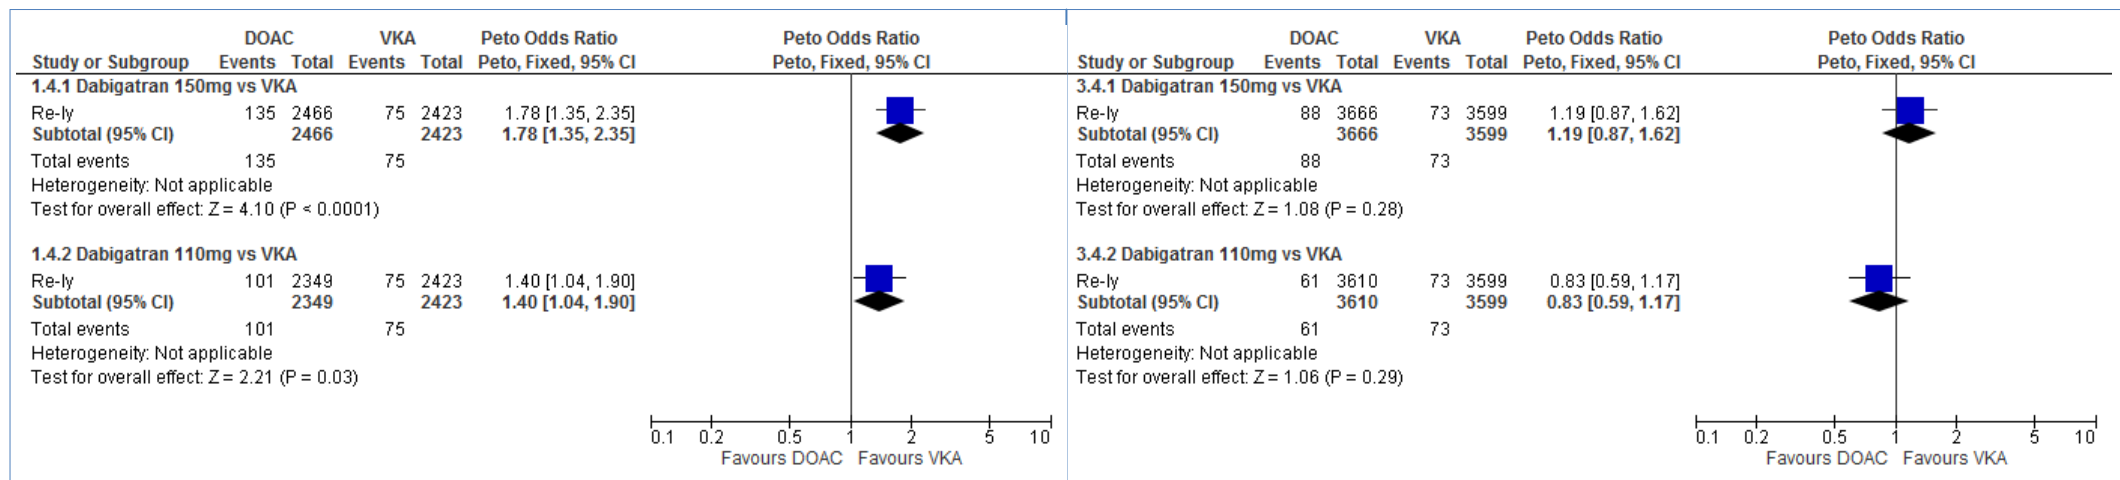 DOAC VKA Peto Odds Ratio Peto Odds Ratio
Study or Subgroup Events Total Events Total Peto, Fixed, 95% CI Peto, Fixed, 95% CI
1.4.1 Dabigatran 150mg vs VKA
Re-ly 135 2466 75 2423 1.78 [1.35, 2.35]
Subtotal (95% CI) 2466 2423 1.78 [1.35, 2.35]
Total events 135 75
Heterogeneity: Not applicable
Test for overall effect: Z = 4.10 (P < 0.0001)
1.4.2 Dabigatran 110mg vs VKA
Re-ly 101 2349 75 2423 1.40 [1.04, 1.90]
Subtotal (95% CI) 2349 2423 1.40 [1.04, 1.90]
Total events 101 75
Heterogeneity: Not applicable
Test for overall effect: Z = 2.21 (P = 0.03)
0.1 0.2 0.5 1 2 5 10
Favours DOAC Favours VKA
DOAC VKA Peto Odds Ratio Peto Odds Ratio
Study or Subgroup Events Total Events Total Peto, Fixed, 95% CI Peto, Fixed, 95% CI
3.4.1 Dabigatran 150mg vs VKA
Re-ly 88 3666 73 3599 1.19 [0.87, 1.62]
Subtotal (95% CI) 3666 3599 1.19 [0.87, 1.62]
Total events 88 73
Heterogeneity: Not applicable
Test for overall effect: Z = 1.08 (P = 0.28)
3.4.2 Dabigatran 110mg vs VKA
Re-ly 61 3610 73 3599 0.83 [0.59, 1.17]
Subtotal (95% CI) 3610 3599 0.83 [0.59, 1.17]
Total events 61 73
Heterogeneity: Not applicable
Test for overall effect: Z = 1.06 (P = 0.29)
0.1 0.2 0.5 1 2 5 10
Favours DOAC Favours VKA